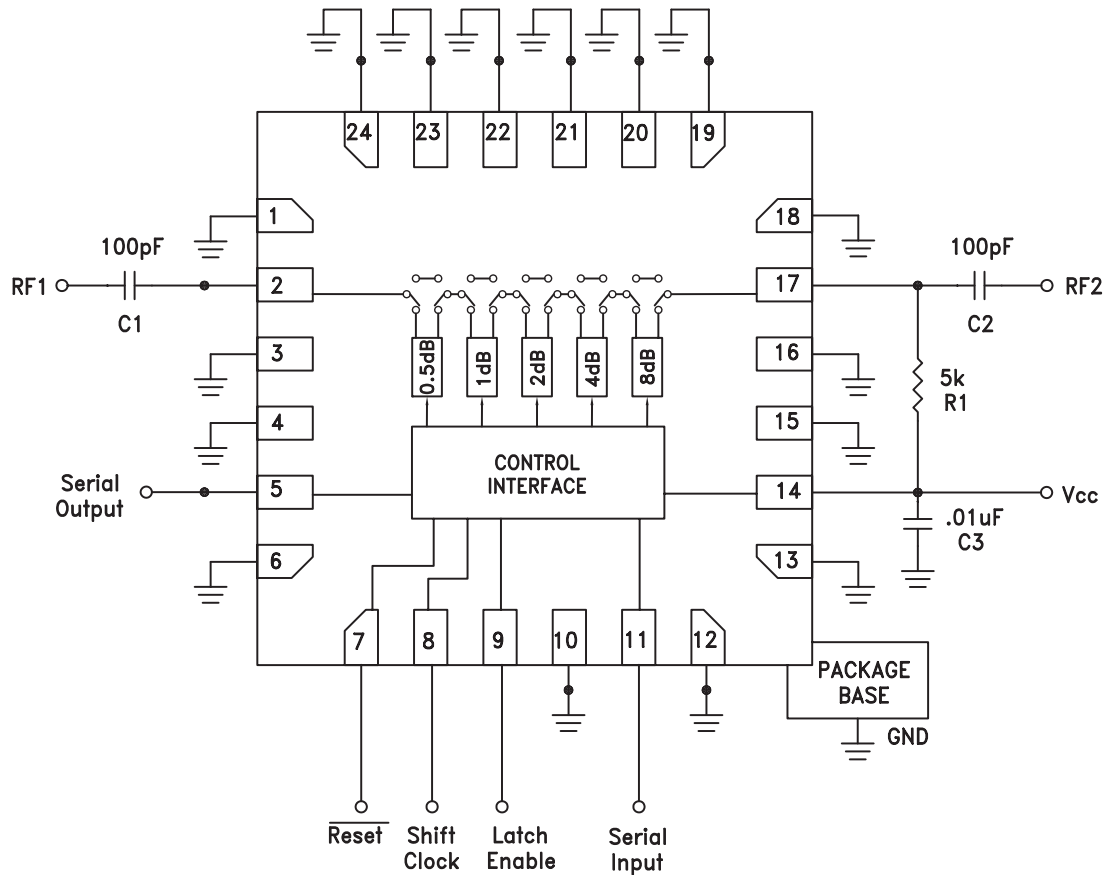 24 23 22 21 20 19
1 18
100pF 100pF
RF1 2 17 RF2
C1 C2
3 16
0.5dB 1dB 2dB 4dB 8dB
5k
R1
4 15
CONTROL
INTERFACE
Serial
Output
5 14 Vcc
.01uF
C3
6 13
7 8 9 10 11 12
PACKAGE
BASE
GND
Reset
Shift
Clock
Latch
Enable
Serial
Input